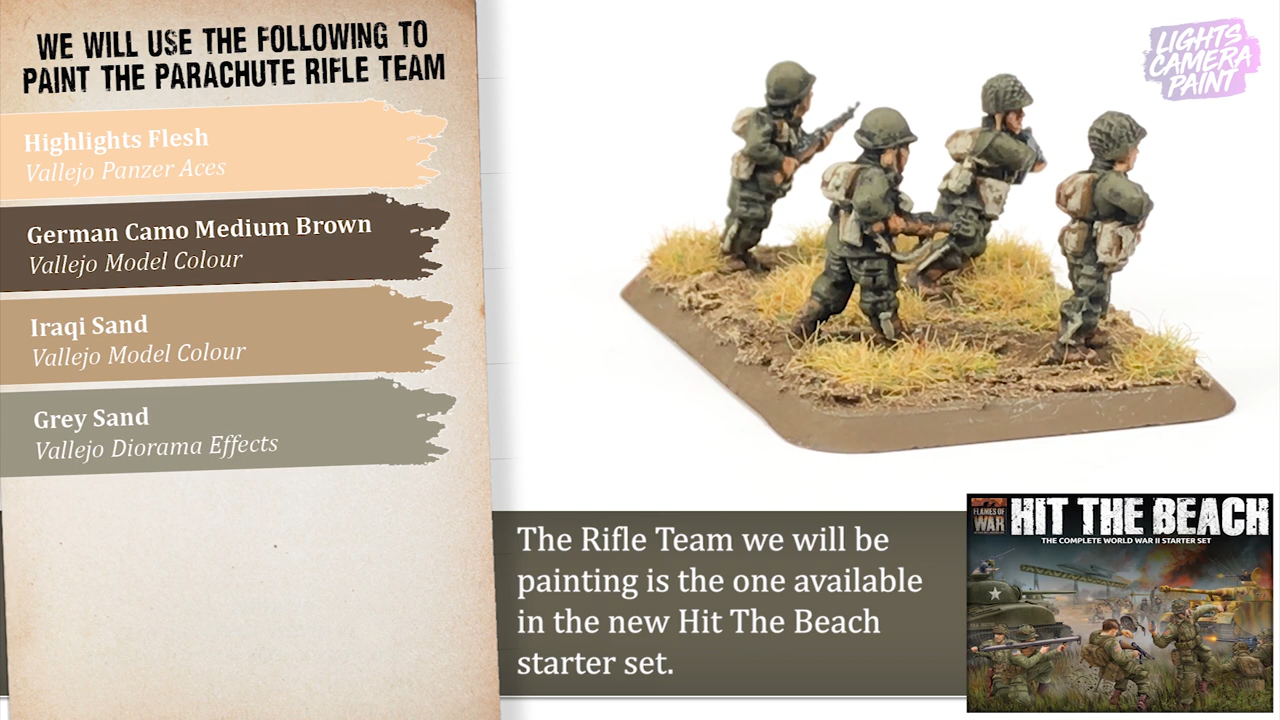 WE WILL USE THE FOLLOWING TO
PAINT THE PARACHUTE RIFLE TEAM
Highlights Flesh
Vallejo Panzer Aces
German Camo Medium Brown
Vallejo Model Colour
Iraqi Sand
Vallejo Model Colour
Grey Sand
Vallejo Diorama Effects
LIGHTS
CAMERA
PAINT
The Rifle Team we will be
painting is the one available
in the new Hit The Beach
starter set.
FLAMES OF
WAR
HIT THE BEACH
THE COMPLETE WORLD WAR II STARTER SET